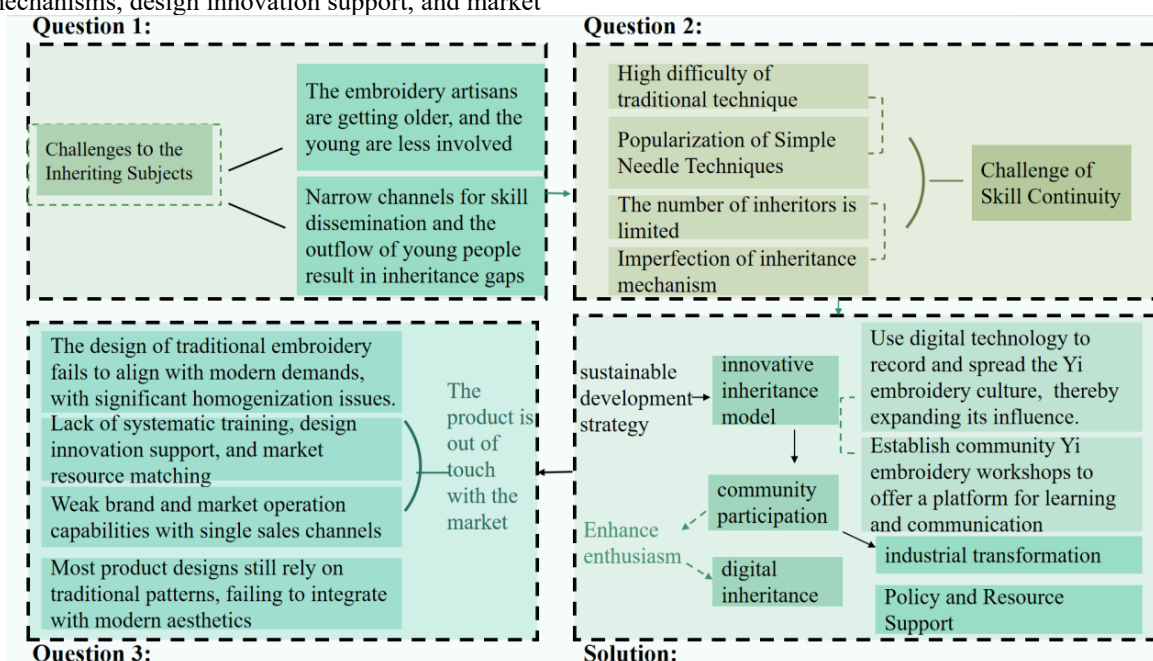 mechanisms, design innovation support, and market
Question 1:
Challenges to the
Inheriting Subjects
The embroidery artisans
are getting older, and the
young are less involved
Narrow channels for skill
dissemination and the
outflow of young people
result in inheritance gaps
Question 2:
High difficulty of
traditional technique
Popularization of Simple
Needle Techniques
The number of inheritors is
limited
Imperfection of inheritance
mechanism
Challenge of
Skill Continuity
The design of traditional embroidery
fails to align with modern demands,
with significant homogenization issues.
Lack of systematic training, design
innovation support, and market
resource matching
Weak brand and market operation
capabilities with single sales channels
Most product designs still rely on
traditional patterns, failing to integrate
with modern aesthetics
The
product is
out of
touch
with the
market
Question 3:
sustainable
development
strategy
innovative
inheritance
model
community
participation
Enhance
enthusiasm
digital
inheritance
Use digital technology to
record and spread the Yi
embroidery culture, thereby
expanding its influence.
Establish community Yi
embroidery workshops to
offer a platform for learning
and communication
industrial transformation
Policy and Resource
Support
Solution: